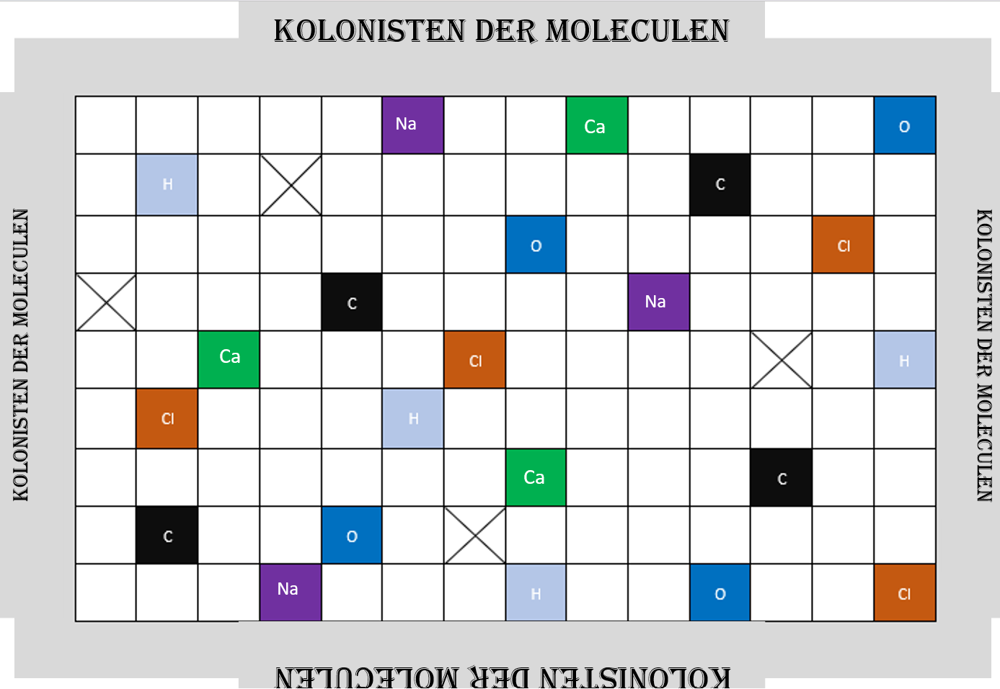 KOLONISTEN DER MOLECULEN
Na Ca O
H C
O Cl
C Na
Ca Cl H
Cl H
Ca C
C O
Na H O Cl
KOLONISTEN DER MOLECULEN
KOLONISTEN DER MOLECULEN
KOLONISTEN DER MOLECULEN